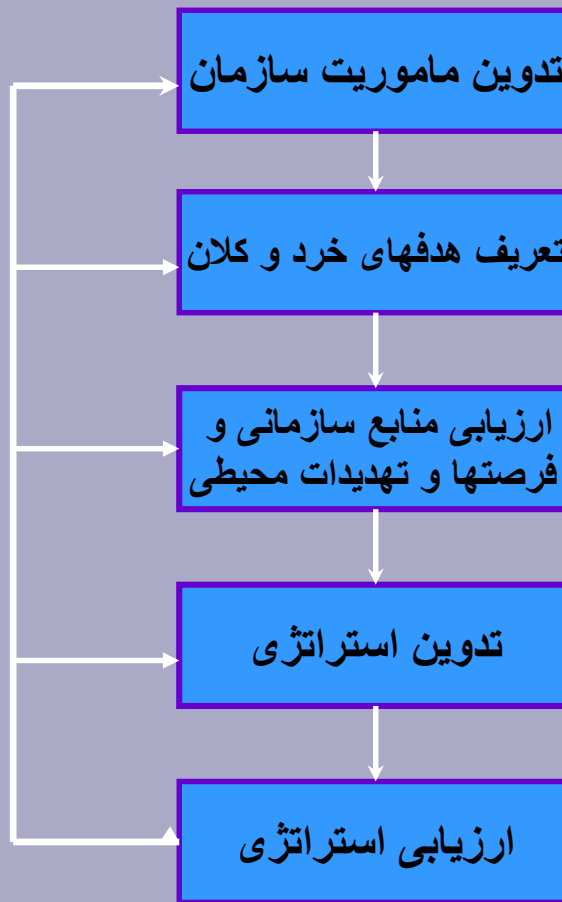 تدوین ماموریت سازمان
تعریف هدفهای خرد و کلان
ارزیابی منابع سازمانی و
فرصتها و تهدیدات محیطی
تدوین استراتژی
ارزیابی استراتژی